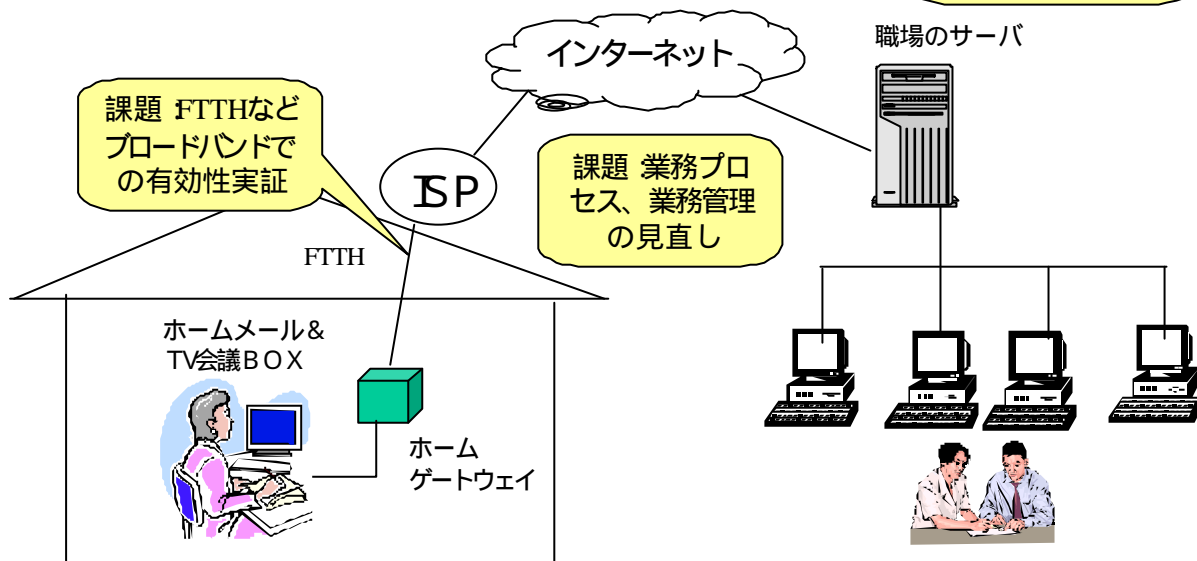 インターネット
職場のサーバ
課題：FTTHなど
ブロードバンドで
の有効性実証
ISP
課題：業務プロ
セス、業務管理
の見直し
FTTH
ホームメール＆
TV会議ＢＯＸ
ホーム
ゲートウェイ